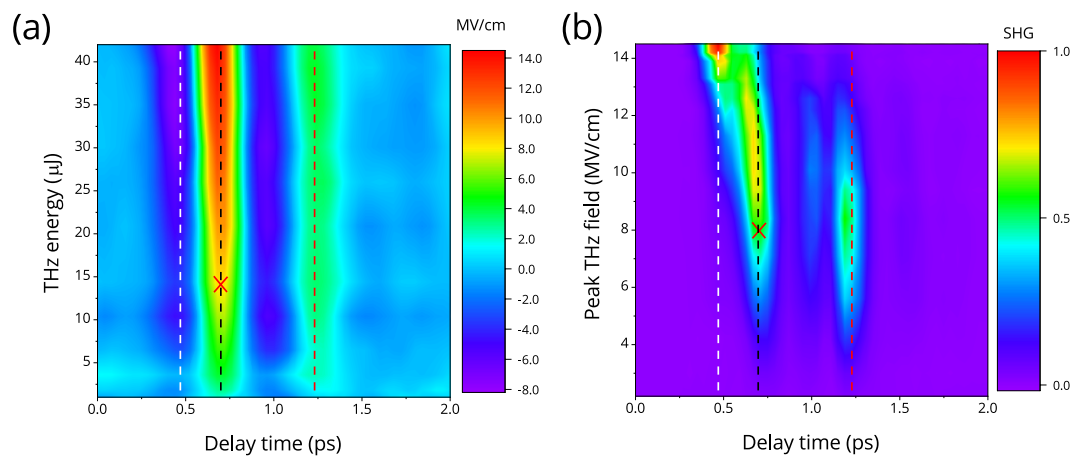 (a)
MV/cm
THz energy (μJ)
40
35
30
25
20
15
10
5
0.0 0.5 1.0 1.5 2.0
Delay time (ps)
14.0
12.0
10.0
8.0
6.0
4.0
2.0
0.0
-2.0
-4.0
-6.0
-8.0
(b)
SHG
Peak THz field (MV/cm)
14
12
10
8
6
4
0.0 0.5 1.0 1.5 2.0
Delay time (ps)
1.0
0.5
0.0